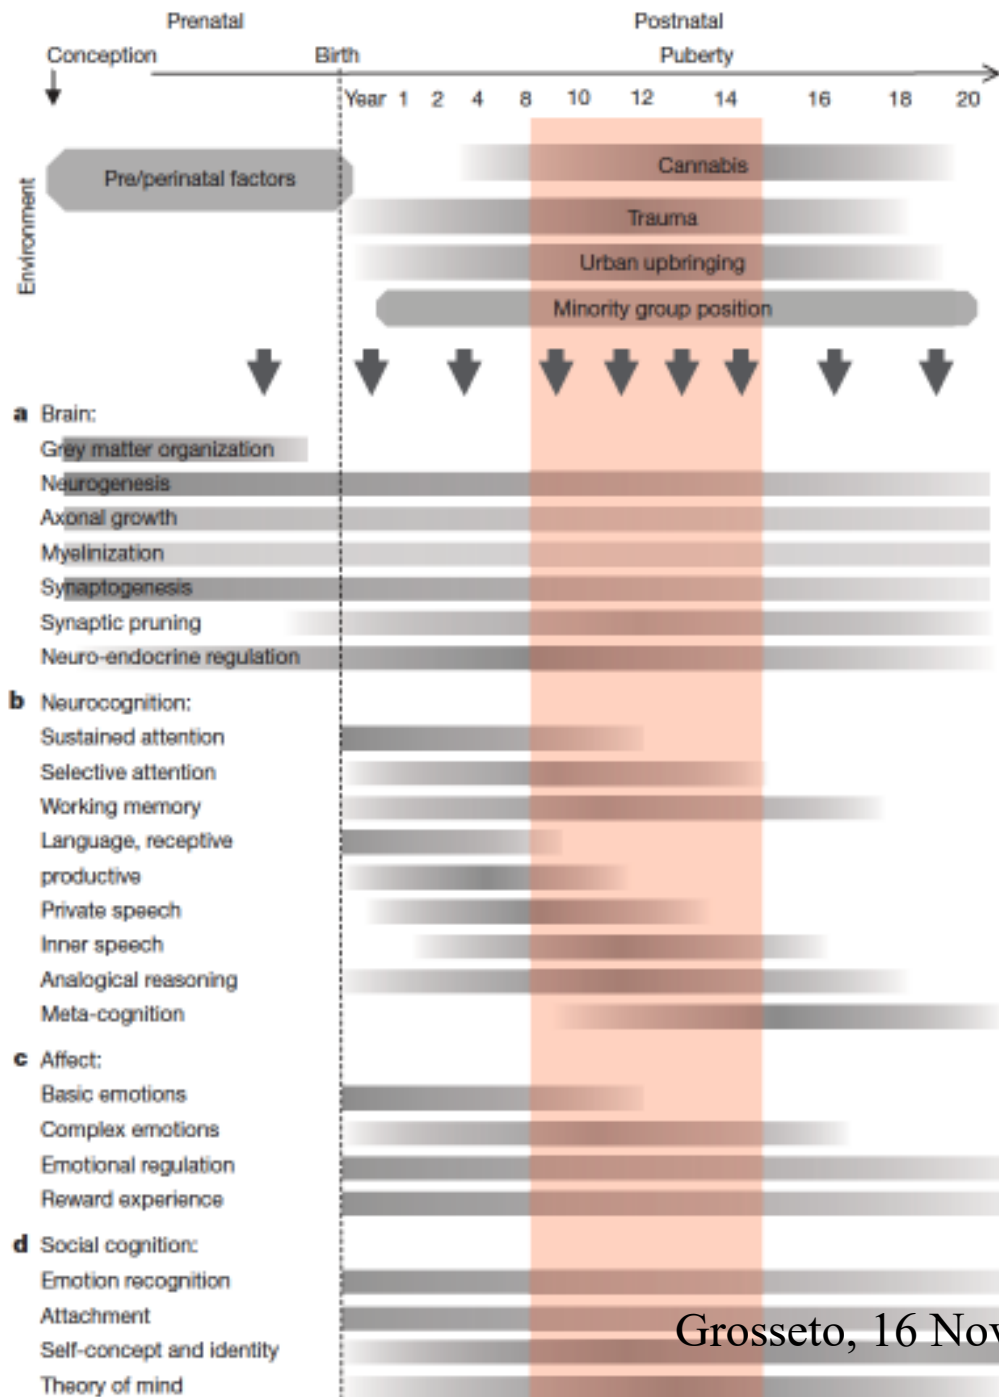 Prenatal Postnatal
Conception Birth Puberty
Year 1 2 4 8 10 12 14 16 18 20
Environment
Pre/perinatal factors
Cannabis
Trauma
Urban upbringing
Minority group position
a Brain:
Grey matter organization
Neurogenesis
Axonal growth
Myelinization
Synaptogenesis
Synaptic pruning
Neuro-endocrine regulation
b Neurocognition:
Sustained attention
Selective attention
Working memory
Language, receptive
productive
Private speech
Inner speech
Analogical reasoning
Meta-cognition
c Affect:
Basic emotions
Complex emotions
Emotional regulation
Reward experience
d Social cognition:
Emotion recognition
Attachment
Grosseto, 16 Nov
Self-concept and identity
Theory of mind